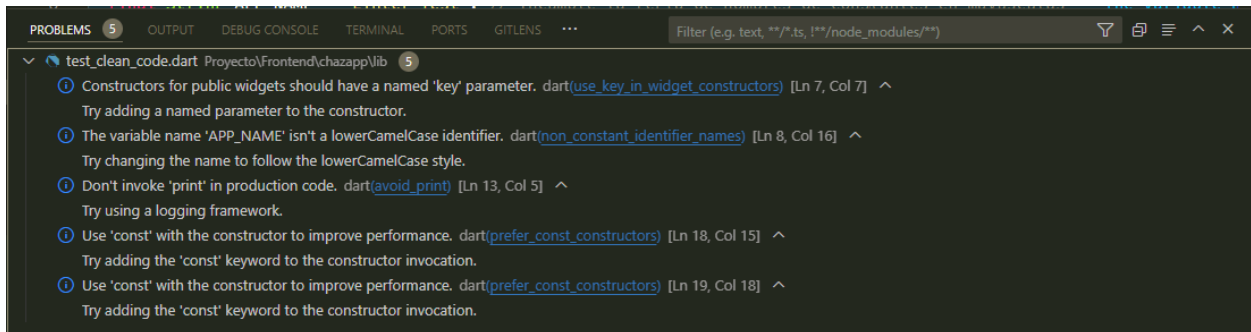 PROBLEMS 5 OUTPUT DEBUG CONSOLE TERMINAL PORTS GITLENS ... Filter (e.g. text, **/*.ts, !**/node_modules/**)
test_clean_code.dart Proyecto\Frontend\chazapp\lib 5
Constructors for public widgets should have a named 'key' parameter. dart(use_key_in_widget_constructors) [Ln 7, Col 7]
Try adding a named parameter to the constructor.
The variable name 'APP_NAME' isn't a lowerCamelCase identifier. dart(non_constant_identifier_names) [Ln 8, Col 16]
Try changing the name to follow the lowerCamelCase style.
Don't invoke 'print' in production code. dart(avoid_print) [Ln 13, Col 5]
Try using a logging framework.
Use 'const' with the constructor to improve performance. dart(prefer_const_constructors) [Ln 18, Col 15]
Try adding the 'const' keyword to the constructor invocation.
Use 'const' with the constructor to improve performance. dart(prefer_const_constructors) [Ln 19, Col 18]
Try adding the 'const' keyword to the constructor invocation.